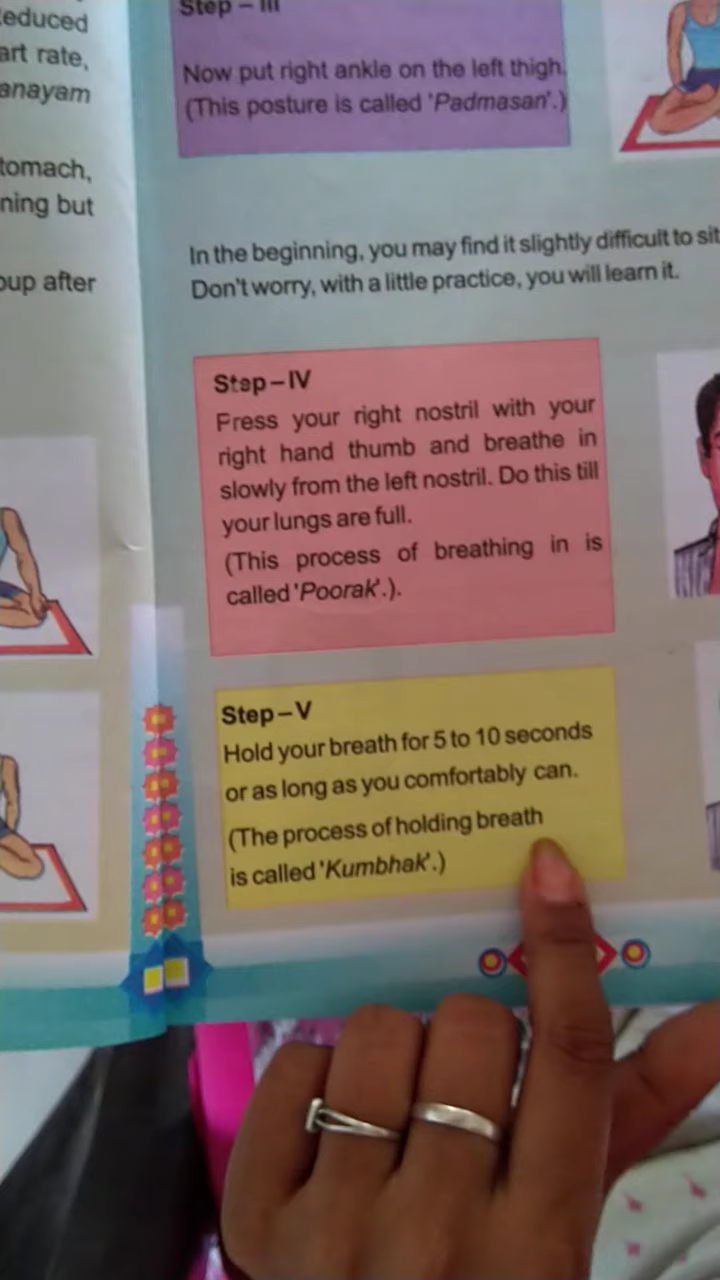 educed
art rate,
anayam
tomach,
ning but
oup after
Step – III
Now put right ankle on the left thigh.
(This posture is called 'Padmasan'.)
In the beginning, you may find it slightly difficult to sit
Don't worry, with a little practice, you will learn it.
Step – IV
Press your right nostril with your
right hand thumb and breathe in
slowly from the left nostril. Do this till
your lungs are full.
(This process of breathing in is
called 'Poorak'.).
Step – V
Hold your breath for 5 to 10 seconds
or as long as you comfortably can.
(The process of holding breath
is called 'Kumbhak'.)